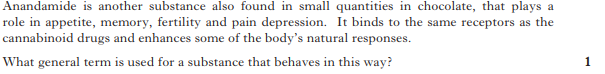 Anandamide is another substance also found in small quantities in chocolate, that plays a
role in appetite, memory, fertility and pain depression. It binds to the same receptors as the
cannabinoid drugs and enhances some of the body's natural responses.
What general term is used for a substance that behaves in this way? 1